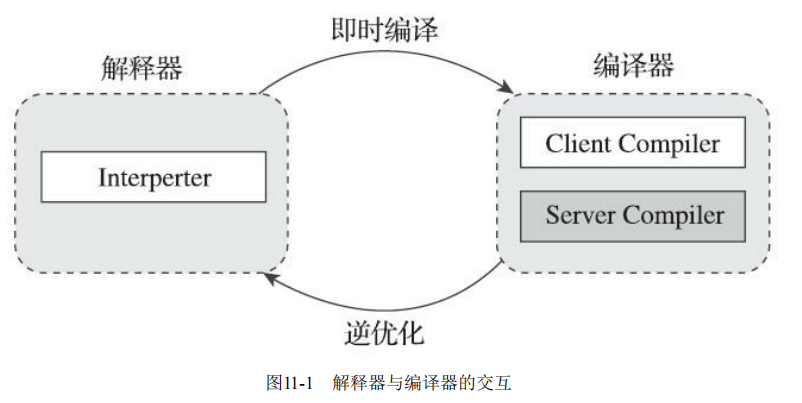 即时编译
解释器
编译器
Interperter
Client Compiler
Server Compiler
逆优化
图11-1 解释器与编译器的交互